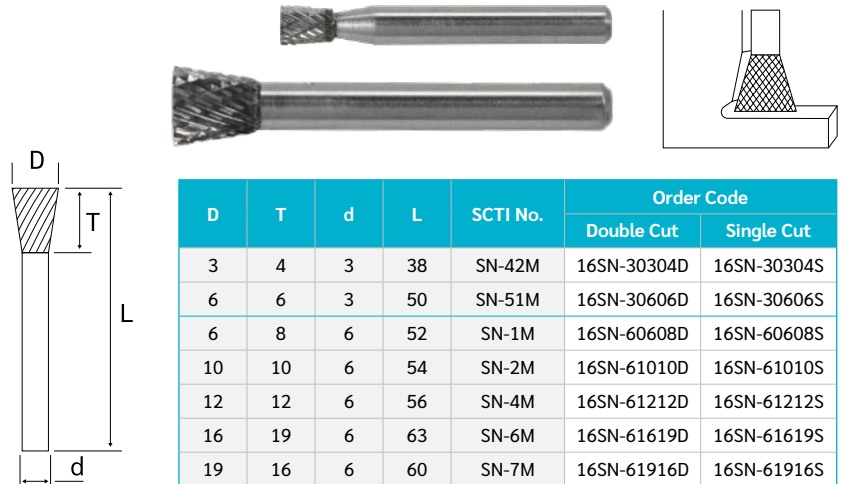 D
T
L
d
D T d L SCTI No. Order Code
Double Cut Single Cut
3 4 3 38 SN-42M 16SN-30304D 16SN-30304S
6 6 3 50 SN-51M 16SN-30606D 16SN-30606S
6 8 6 52 SN-1M 16SN-60608D 16SN-60608S
10 10 6 54 SN-2M 16SN-61010D 16SN-61010S
12 12 6 56 SN-4M 16SN-61212D 16SN-61212S
16 19 6 63 SN-6M 16SN-61619D 16SN-61619S
19 16 6 60 SN-7M 16SN-61916D 16SN-61916S